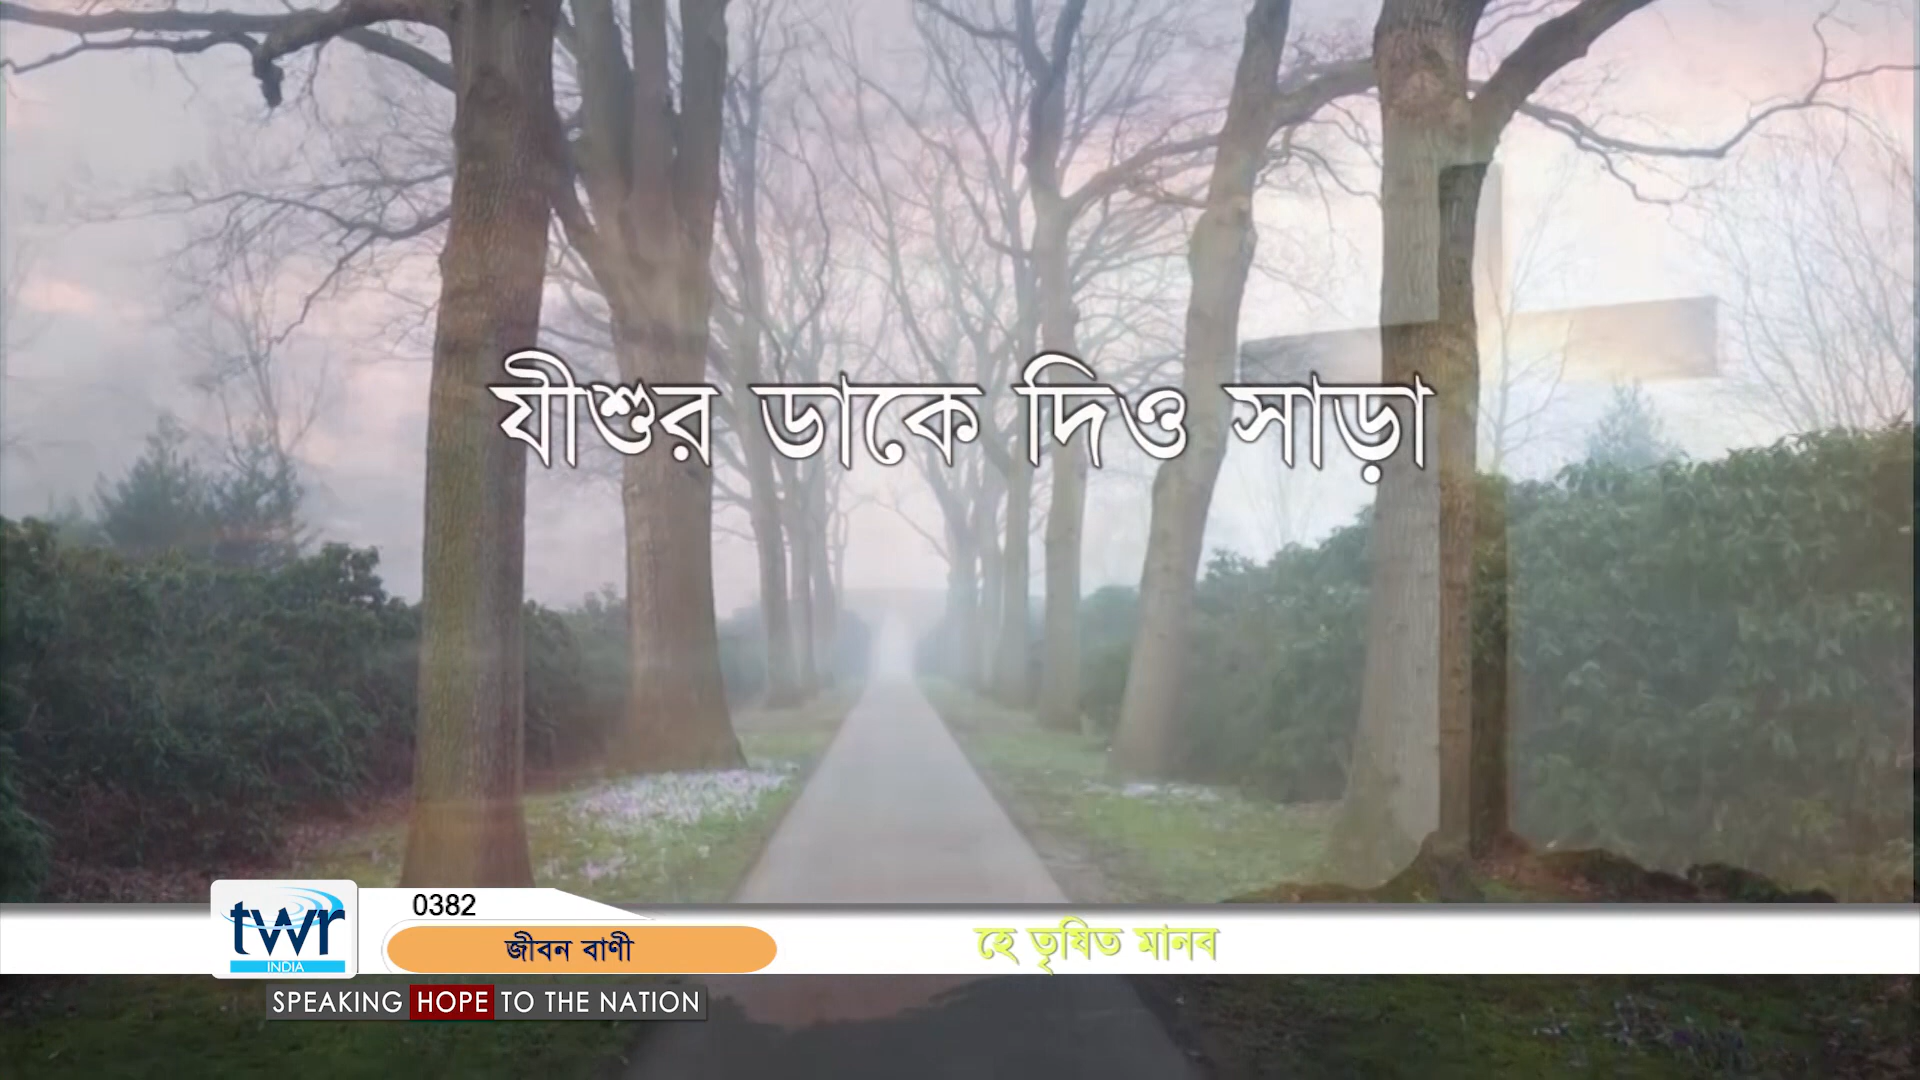 যীশুর ডাকে দিও সাড়া
0382
twr
INDIA
জীবন বাণী
হে তৃষিত মানব
SPEAKING HOPE TO THE NATION